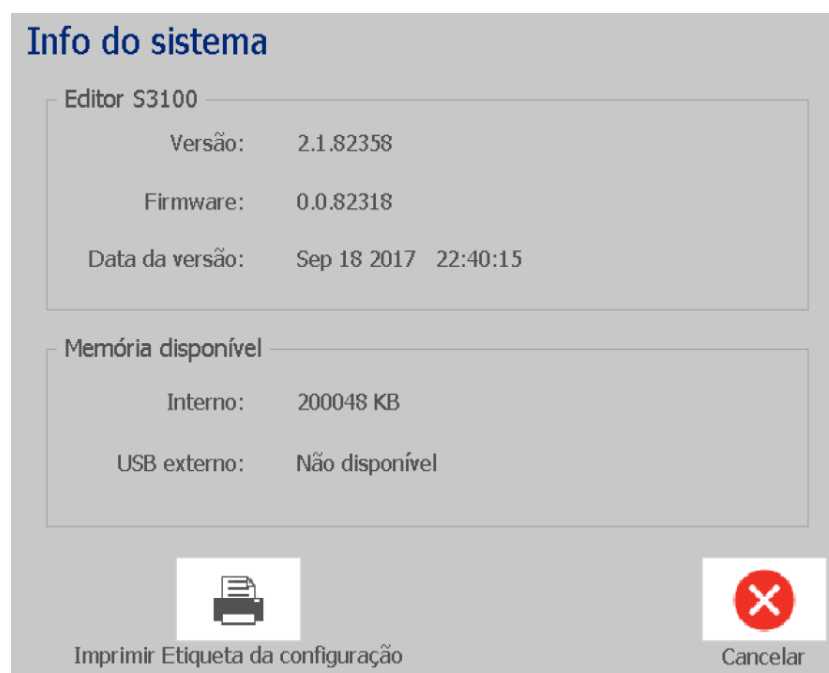 Info do sistema
Editor S3100
Versão: 2.1.82358
Firmware: 0.0.82318
Data da versão: Sep 18 2017 22:40:15
Memória disponível
Interno: 200048 KB
USB externo: Não disponível
Imprimir Etiqueta da configuração
Cancelar